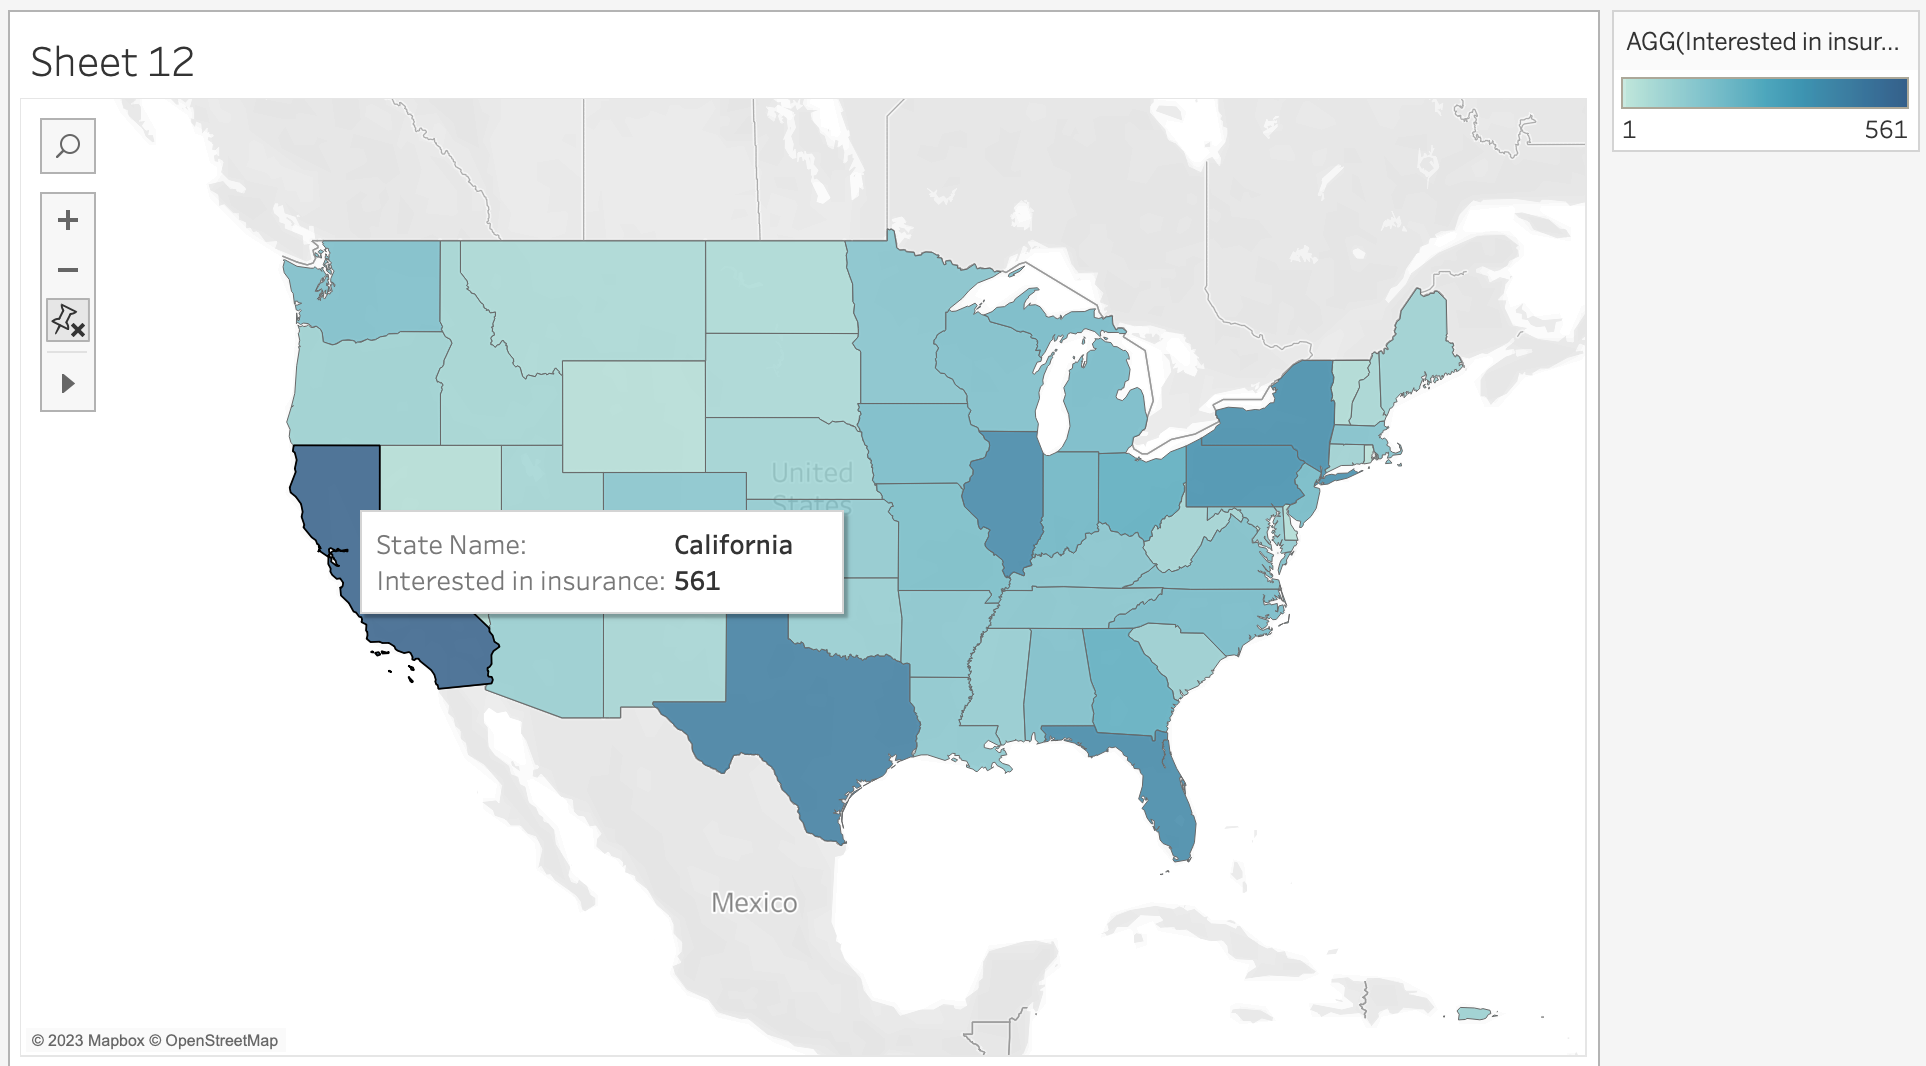 Sheet 12
AGG(Interested in insur...
1
561
United
States
State Name: California
Interested in insurance: 561
Mexico
© 2023 Mapbox © OpenStreetMap